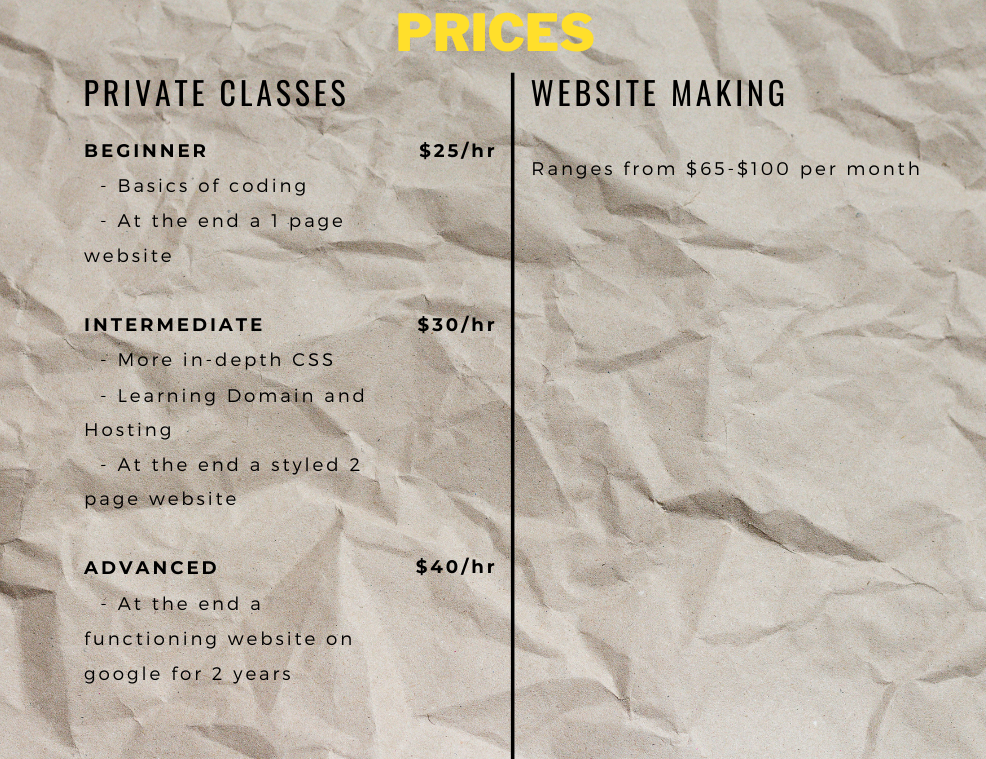 PRICES
PRIVATE CLASSES
BEGINNER $25/hr
- Basics of coding
- At the end a 1 page
website
INTERMEDIATE $30/hr
- More in-depth CSS
- Learning Domain and
Hosting
- At the end a styled 2
page website
ADVANCED $40/hr
- At the end a
functioning website on
google for 2 years
WEBSITE MAKING
Ranges from $65-$100 per month